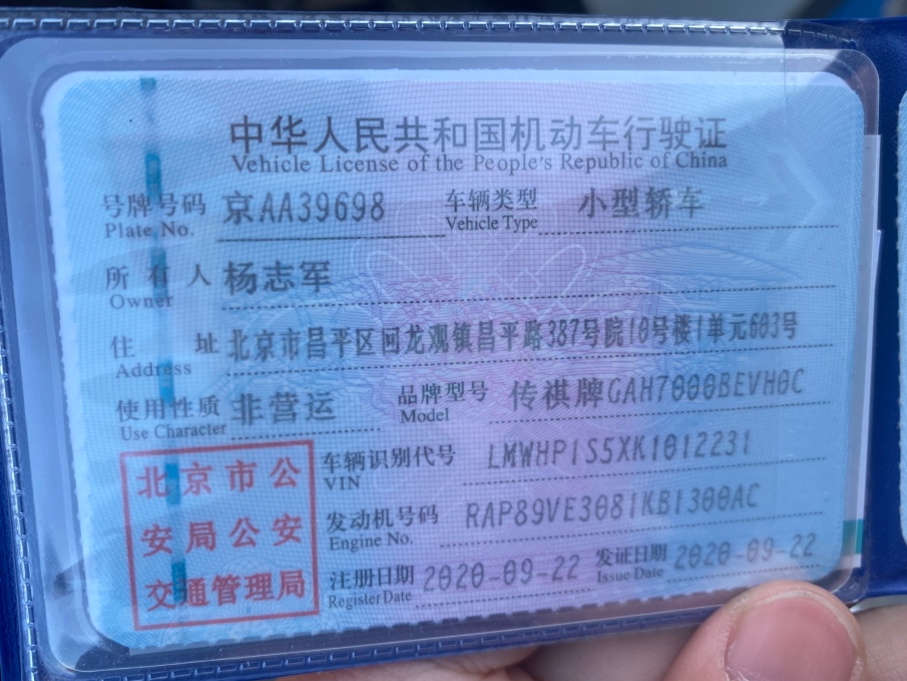 中华人民共和国机动车行驶证
Vehicle License of the People's Republic of China
号牌号码 京AA39698 车辆类型 小型轿车
Plate No. Vehicle Type
所有人 杨志军
Owner
住址 北京市昌平区回龙观镇昌平路387号院10号楼1单元603号
Address
使用性质 非营运 品牌型号 传祺牌GAH7000BEVH0C
Use Character Model
车辆识别代号 LMWHP1S5XK1012231
VIN
发动机号码 RAP89VE3081KB1300AC
Engine No.
注册日期 2020-09-22 发证日期 2020-09-22
Register Date Issue Date
北京市公
安局公安
交通管理局